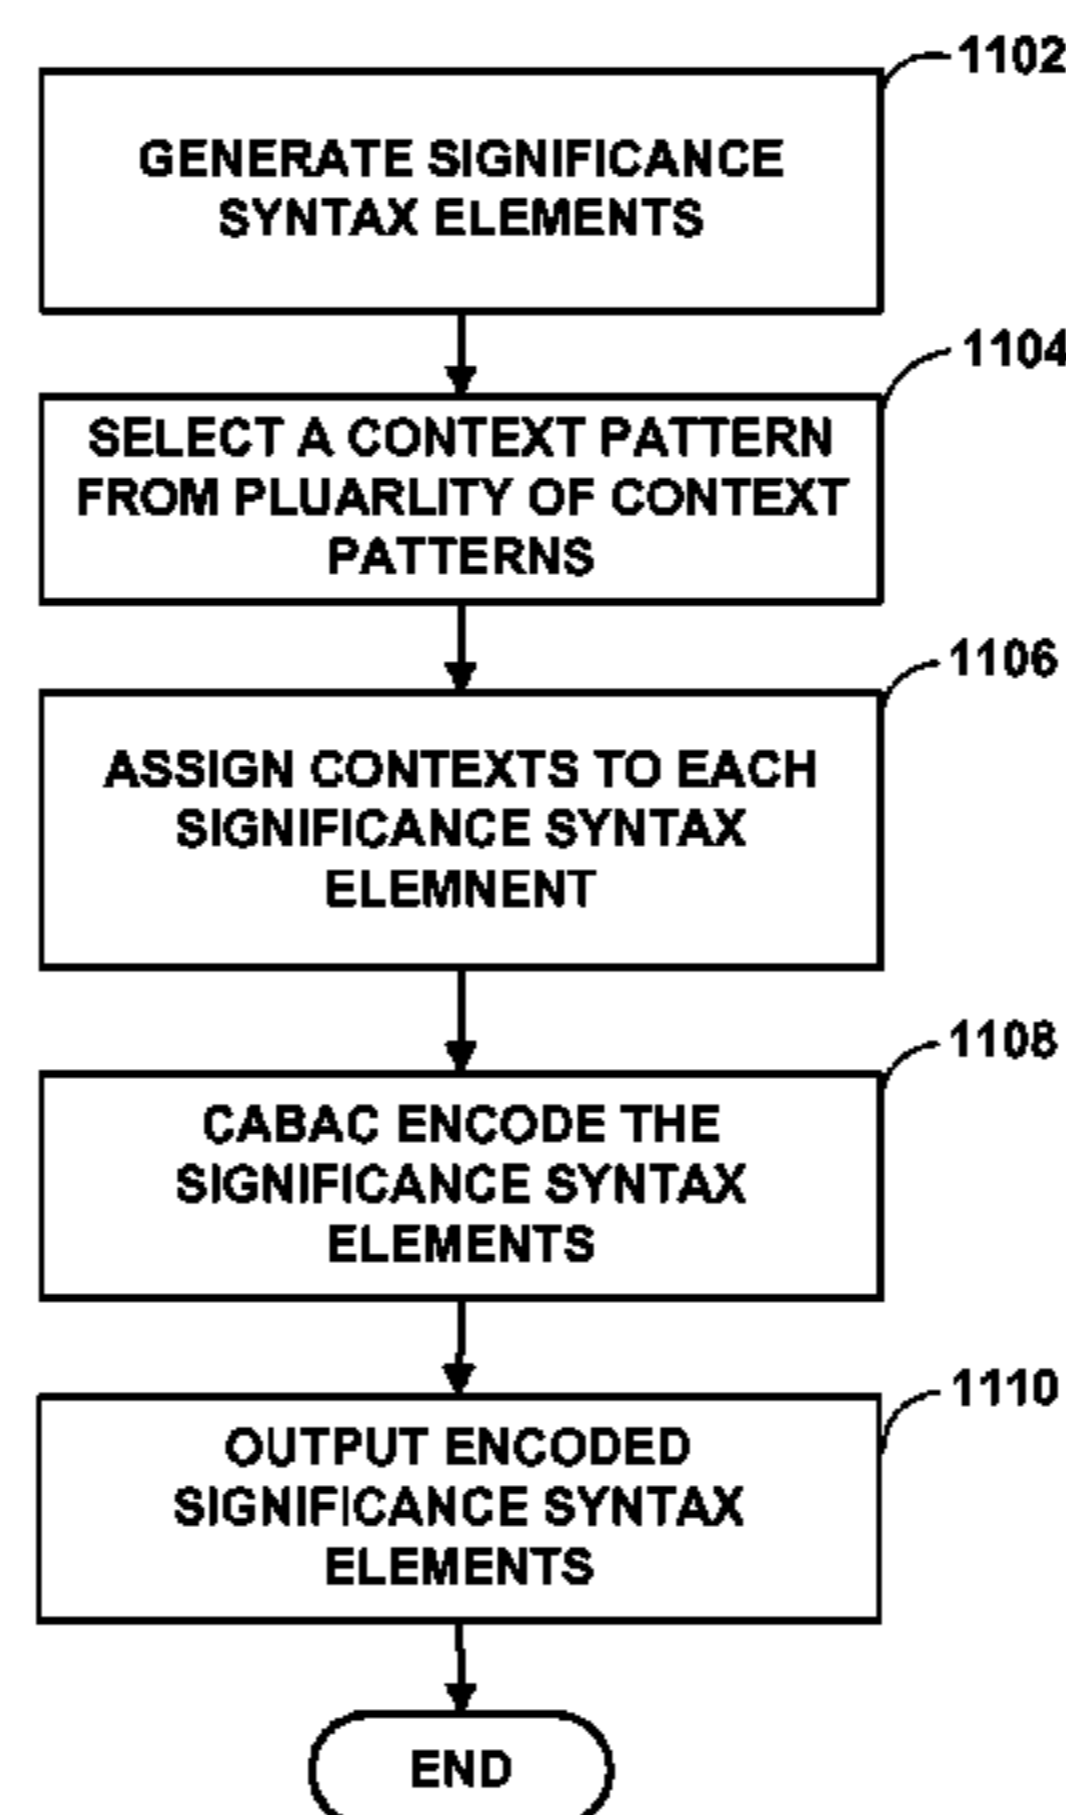 1102
GENERATE SIGNIFICANCE
SYNTAX ELEMENTS
1104
SELECT A CONTEXT PATTERN
FROM PLUARLITY OF CONTEXT
PATTERNS
1106
ASSIGN CONTEXTS TO EACH
SIGNIFICANCE SYNTAX
ELEMNENT
1108
CABAC ENCODE THE
SIGNIFICANCE SYNTAX
ELEMENTS
1110
OUTPUT ENCODED
SIGNIFICANCE SYNTAX
ELEMENTS
END